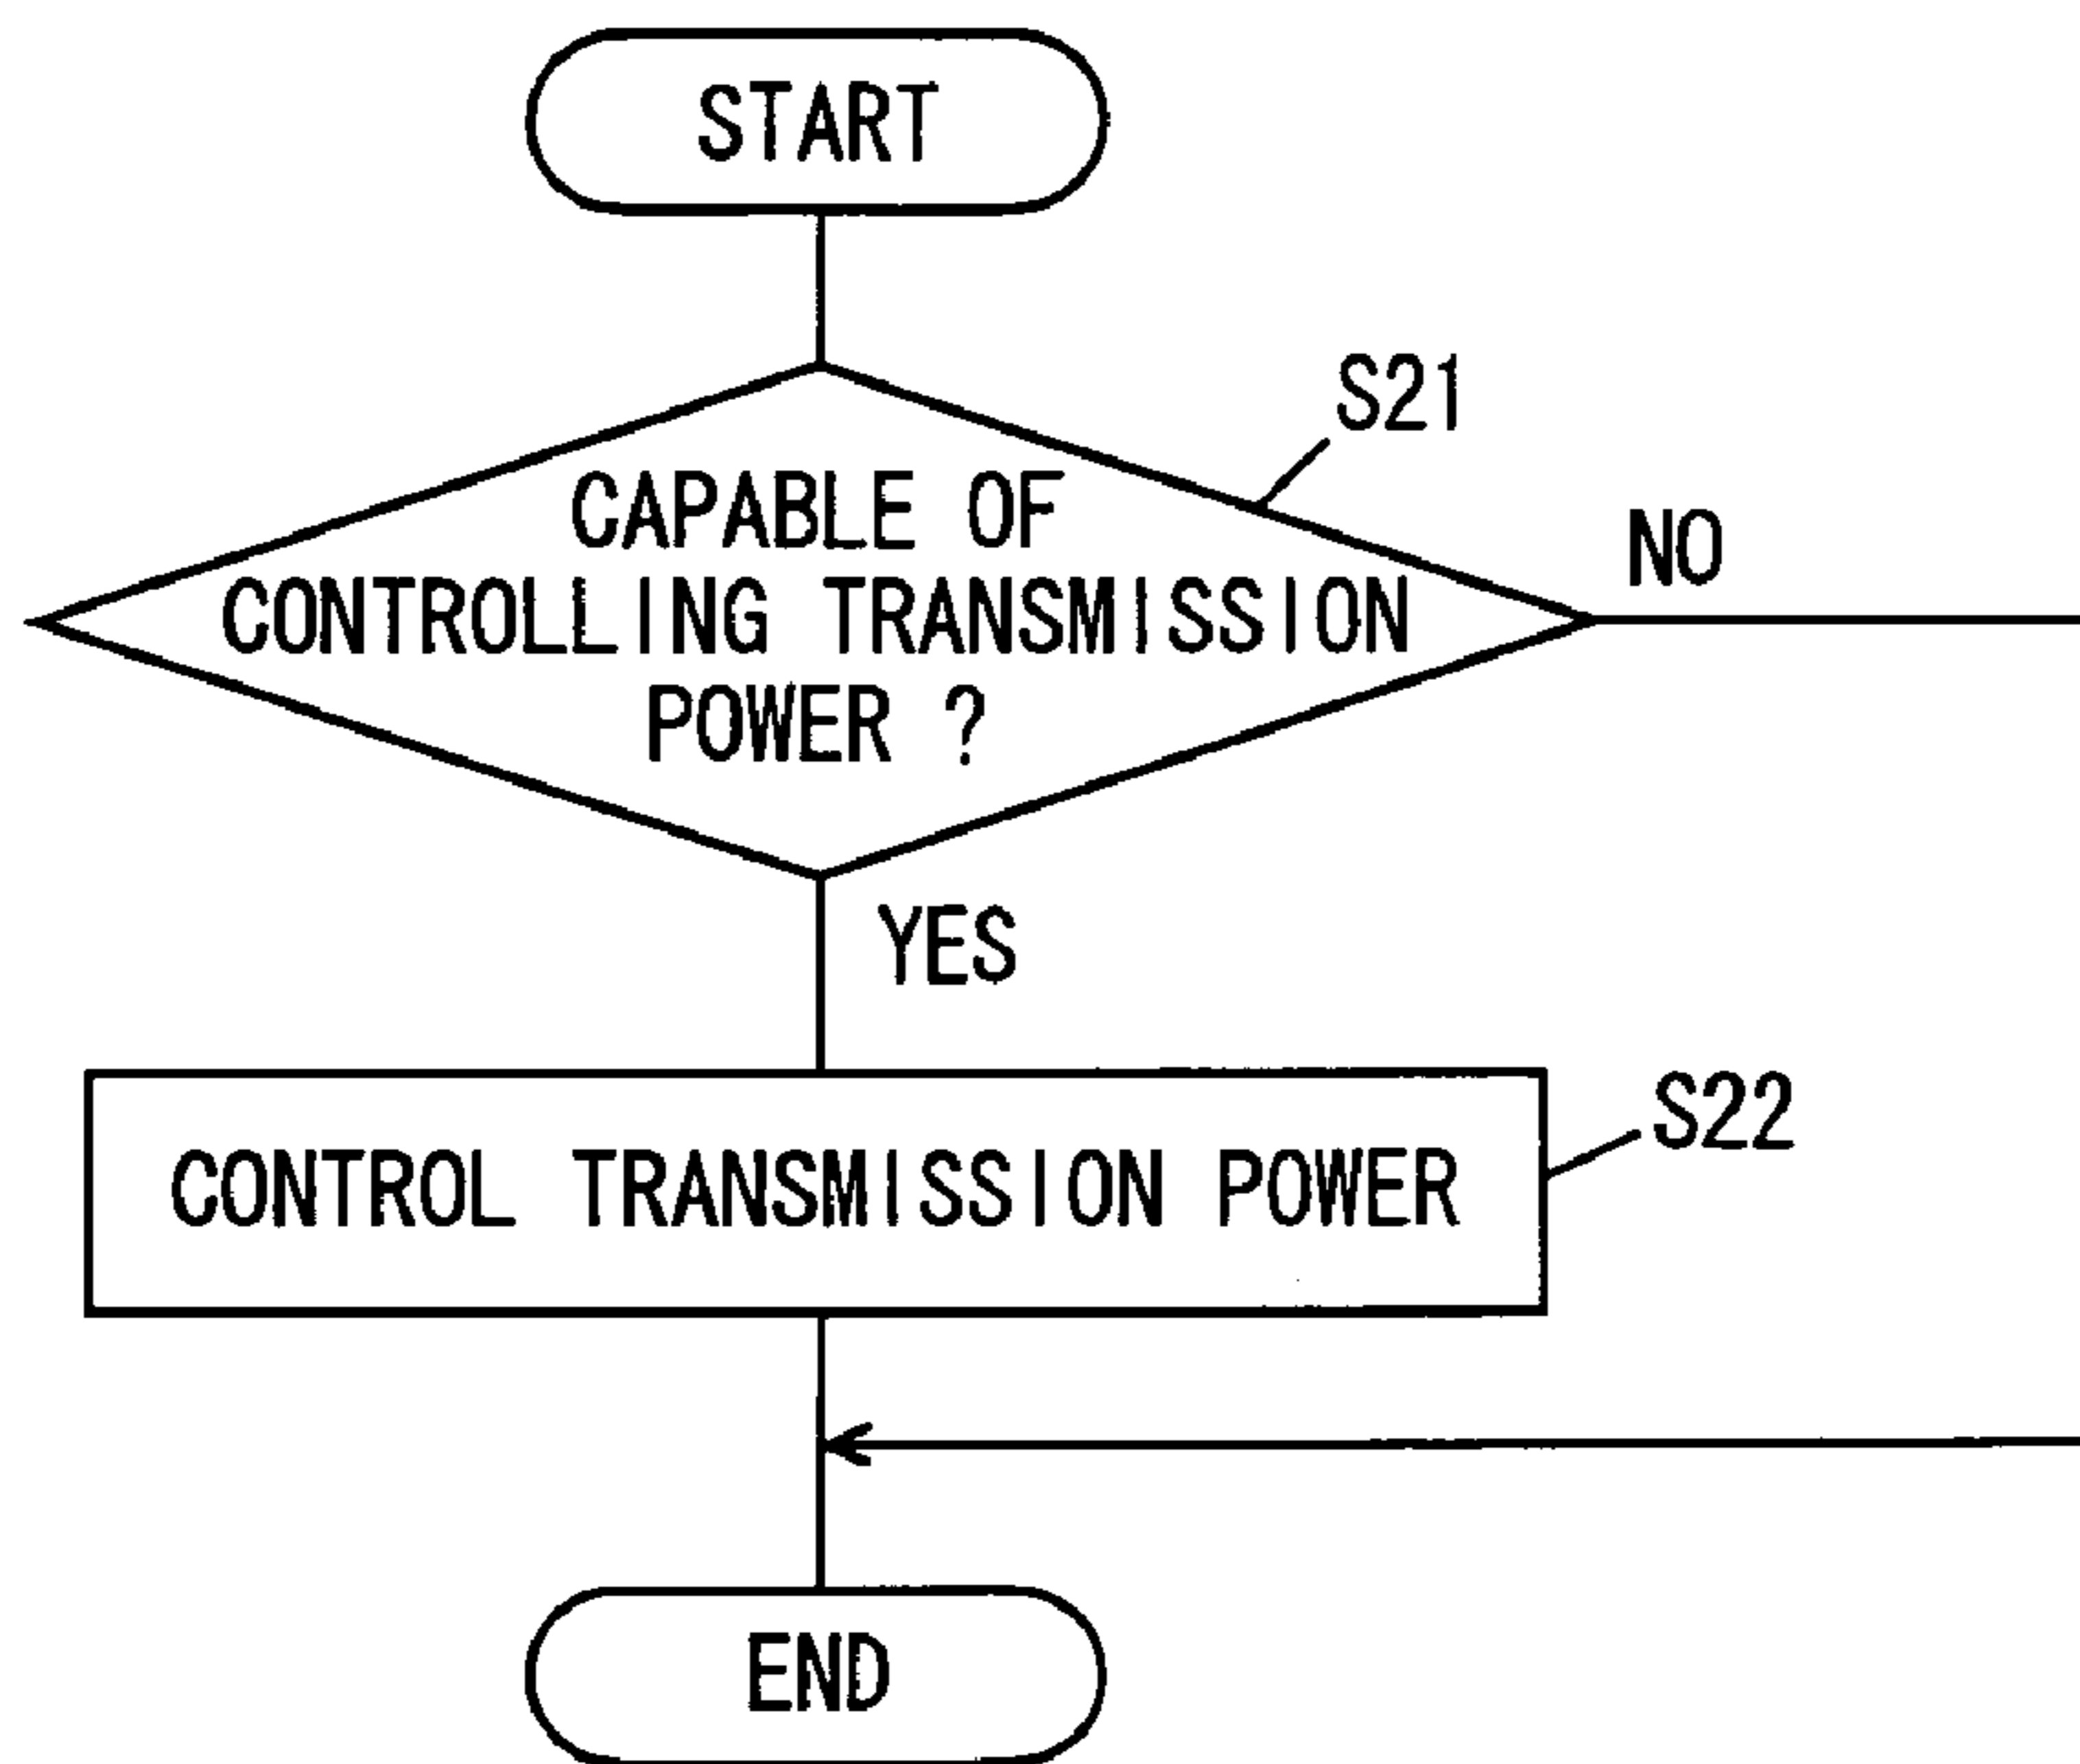 START
S21
CAPABLE OF
CONTROLLING TRANSMISSION
POWER ?
NO
YES
S22
CONTROL TRANSMISSION POWER
END